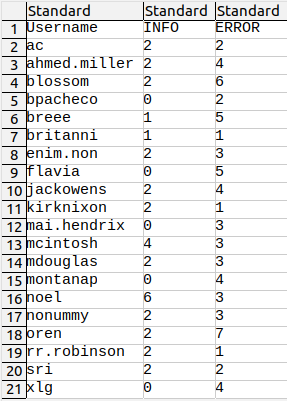 Standard Standard Standard
1 Username INFO ERROR
2 ac 2 2
3 ahmed.miller 2 4
4 blossom 2 6
5 bpacheco 0 2
6 breee 1 5
7 britanni 1 1
8 enim.non 2 3
9 flavia 0 5
10 jackowens 2 4
11 kirknixon 2 1
12 mai.hendrix 0 3
13 mcintosh 4 3
14 mdouglas 2 3
15 montanap 0 4
16 noel 6 3
17 nonummy 2 3
18 oren 2 7
19 rr.robinson 2 1
20 sri 2 2
21 xlg 0 4